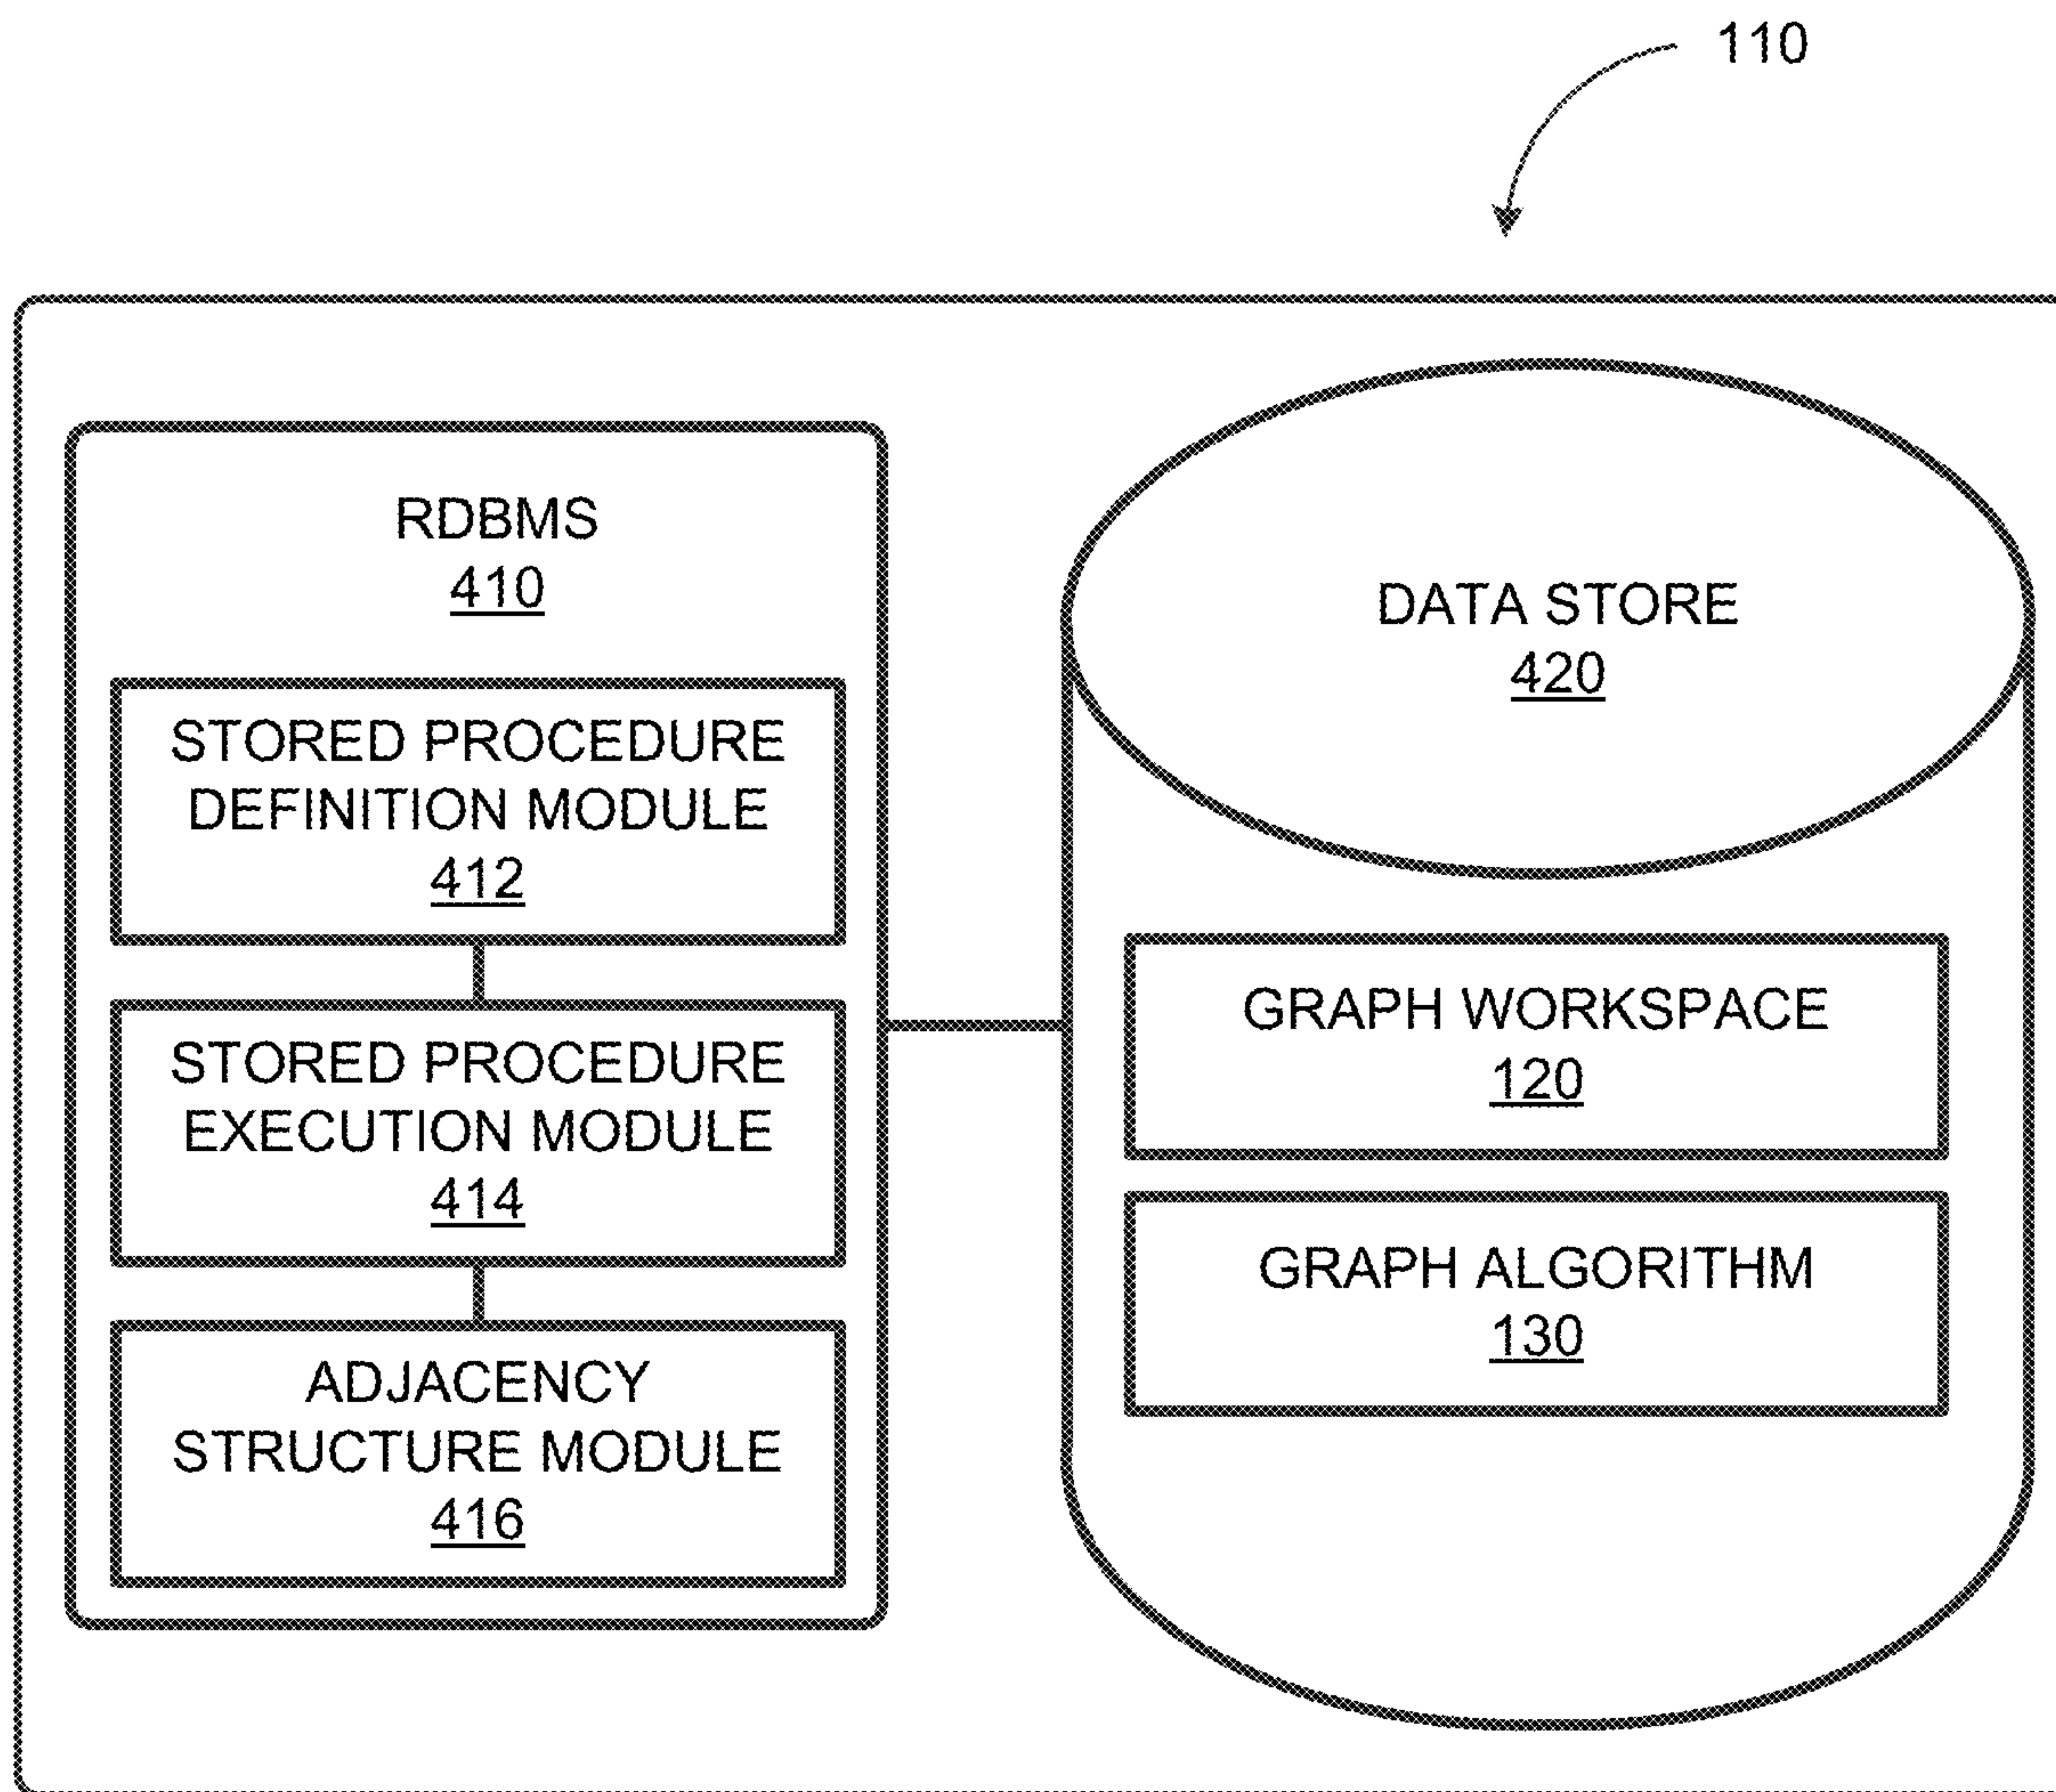 110
RDBMS
410
STORED PROCEDURE
DEFINITION MODULE
412
STORED PROCEDURE
EXECUTION MODULE
414
ADJACENCY
STRUCTURE MODULE
416
DATA STORE
420
GRAPH WORKSPACE
120
GRAPH ALGORITHM
130